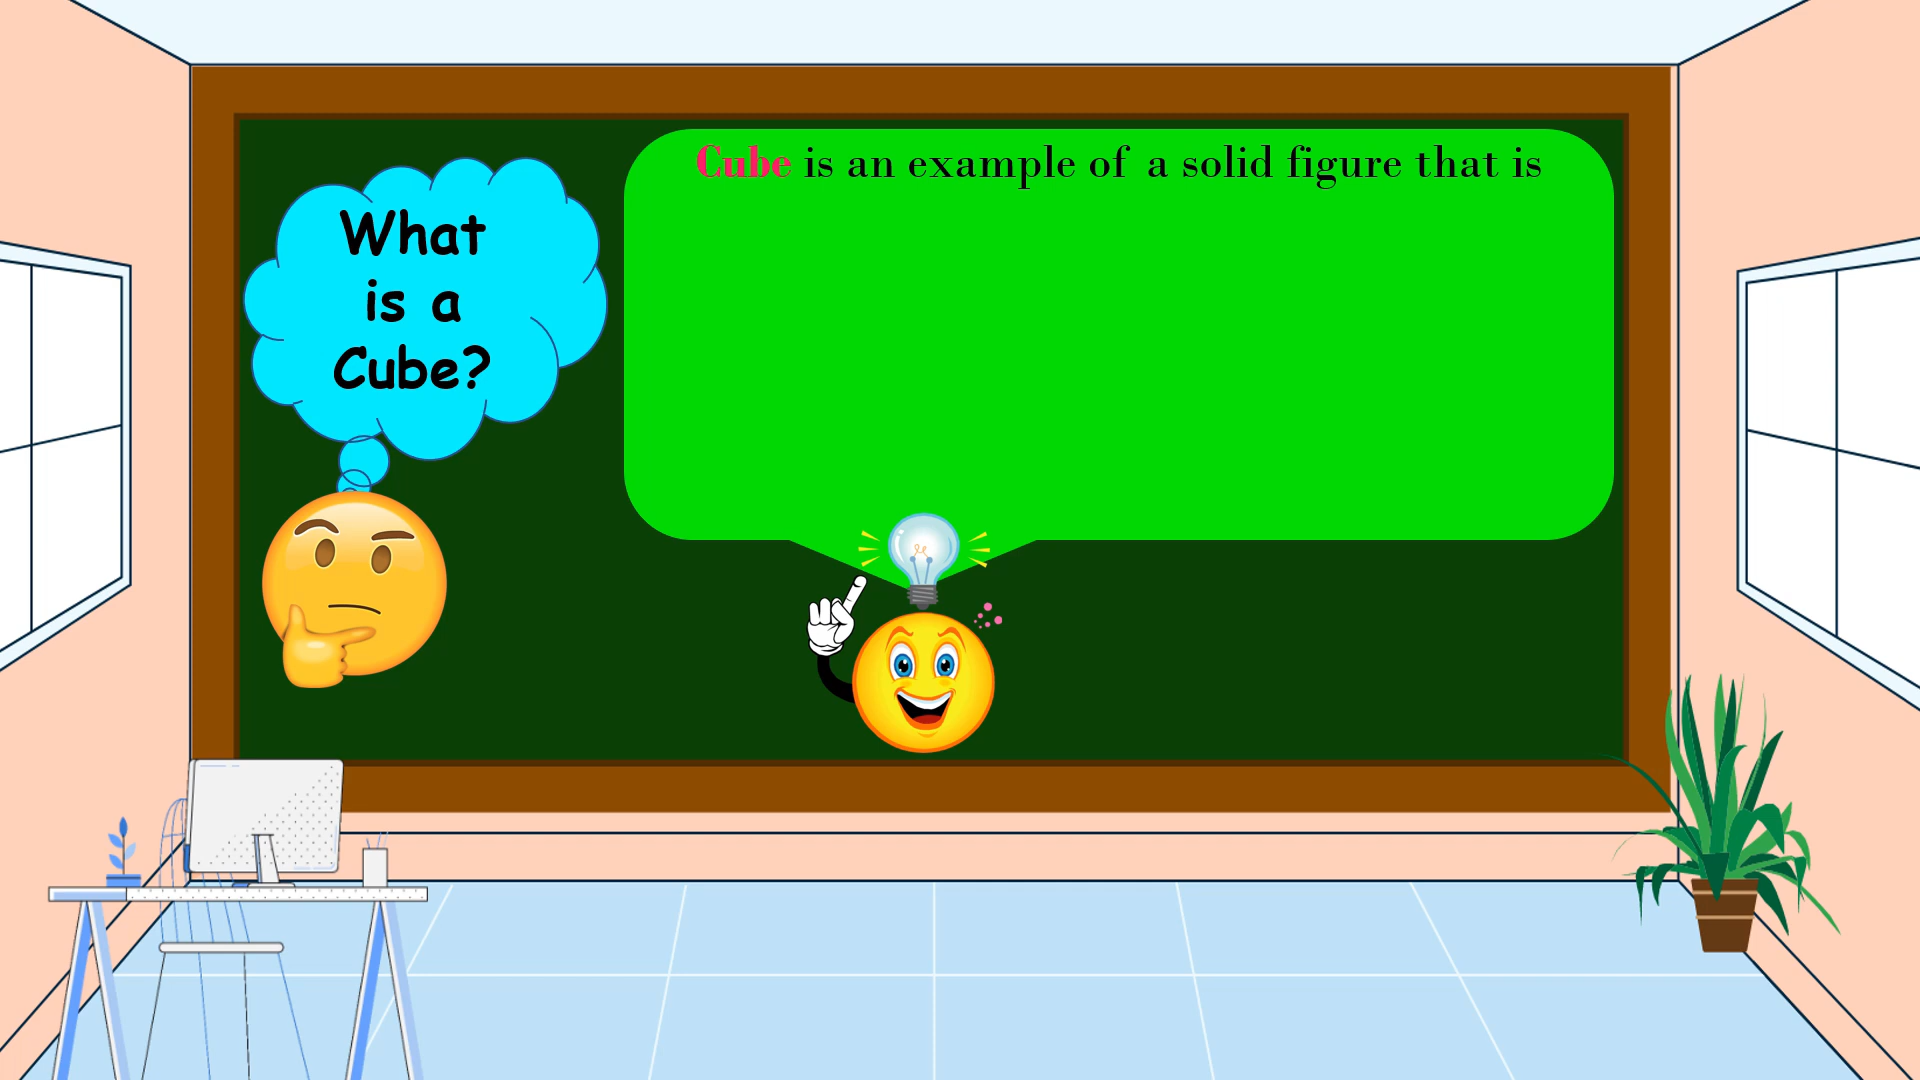 What
is a
Cube?
Cube is an example of a solid figure that is